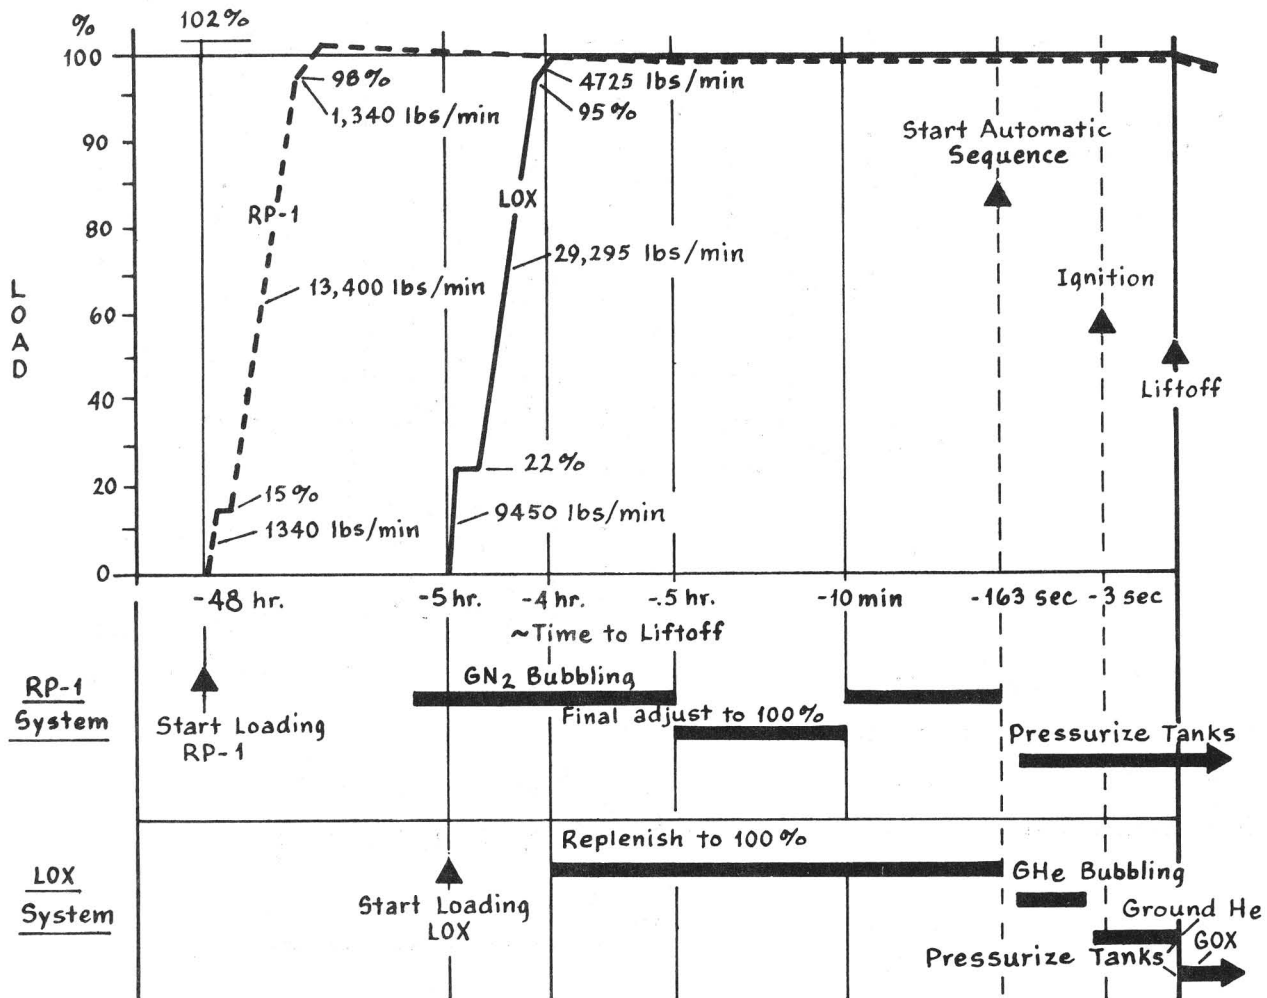 %
102%
100
98%
1,340 lbs/min
4725 lbs/min
95%
90
Start Automatic
Sequence
LOX
RP-1
80
29,295 lbs/min
13,400 lbs/min
Ignition
LOAD
60
Liftoff
40
22%
20
15%
9450 lbs/min
1340 lbs/min
0
-48 hr.
-5 hr.
-4 hr.
-.5 hr.
-10 min
-163 sec
-3 sec
~Time to Liftoff
RP-1
System
GN2 Bubbling
Final adjust to 100%
Start Loading
RP-1
Pressurize Tanks
Replenish to 100%
LOX
System
GHe Bubbling
Start Loading
LOX
Ground He
GOX
Pressurize Tanks